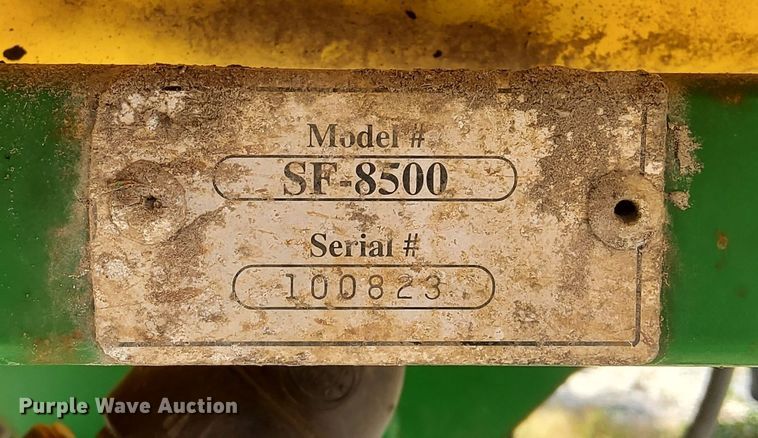 Model #
SF-8500
Serial #
100823
Purple Wave Auction